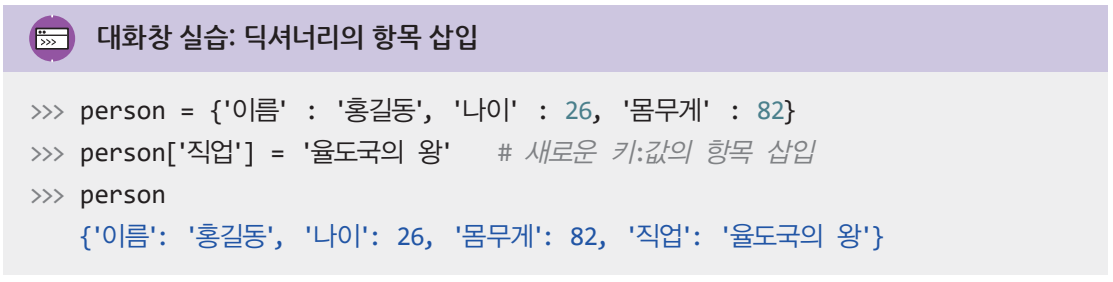 >>>
대화창 실습: 딕셔너리의 항목 삽입
>>> person = {'이름' : '홍길동', '나이' : 26, '몸무게' : 82}
>>> person['직업'] = '율도국의 왕'   # 새로운 키:값의 항목 삽입
>>> person
{'이름': '홍길동', '나이': 26, '몸무게': 82, '직업': '율도국의 왕'}